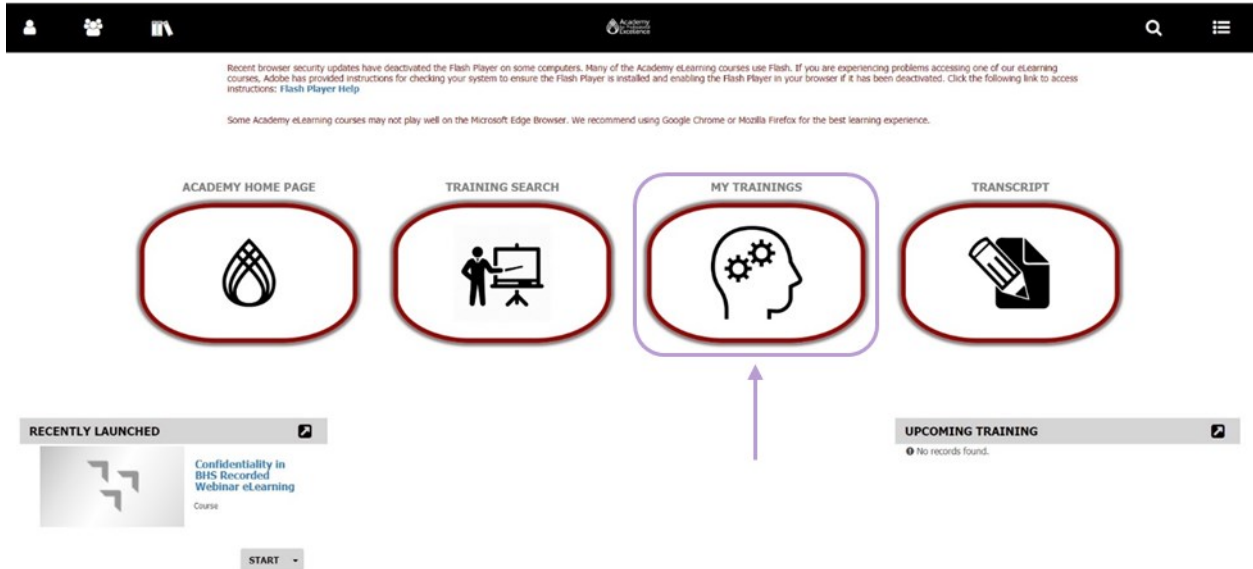 Academy
for Professional
Excellence
Recent browser security updates have deactivated the Flash Player on some computers. Many of the Academy eLearning courses use Flash. If you are experiencing problems accessing one of our eLearning
courses, Adobe has provided instructions for checking your system to ensure the Flash Player is installed and enabling the Flash Player in your browser if it has been deactivated. Click the following link to access
instructions: Flash Player Help
Some Academy eLearning courses may not play well on the Microsoft Edge Browser. We recommend using Google Chrome or Mozilla Firefox for the best learning experience.
ACADEMY HOME PAGE
TRAINING SEARCH
MY TRAININGS
TRANSCRIPT
RECENTLY LAUNCHED
Confidentiality in
BHS Recorded
Webinar eLearning
Course
START
UPCOMING TRAINING
No records found.